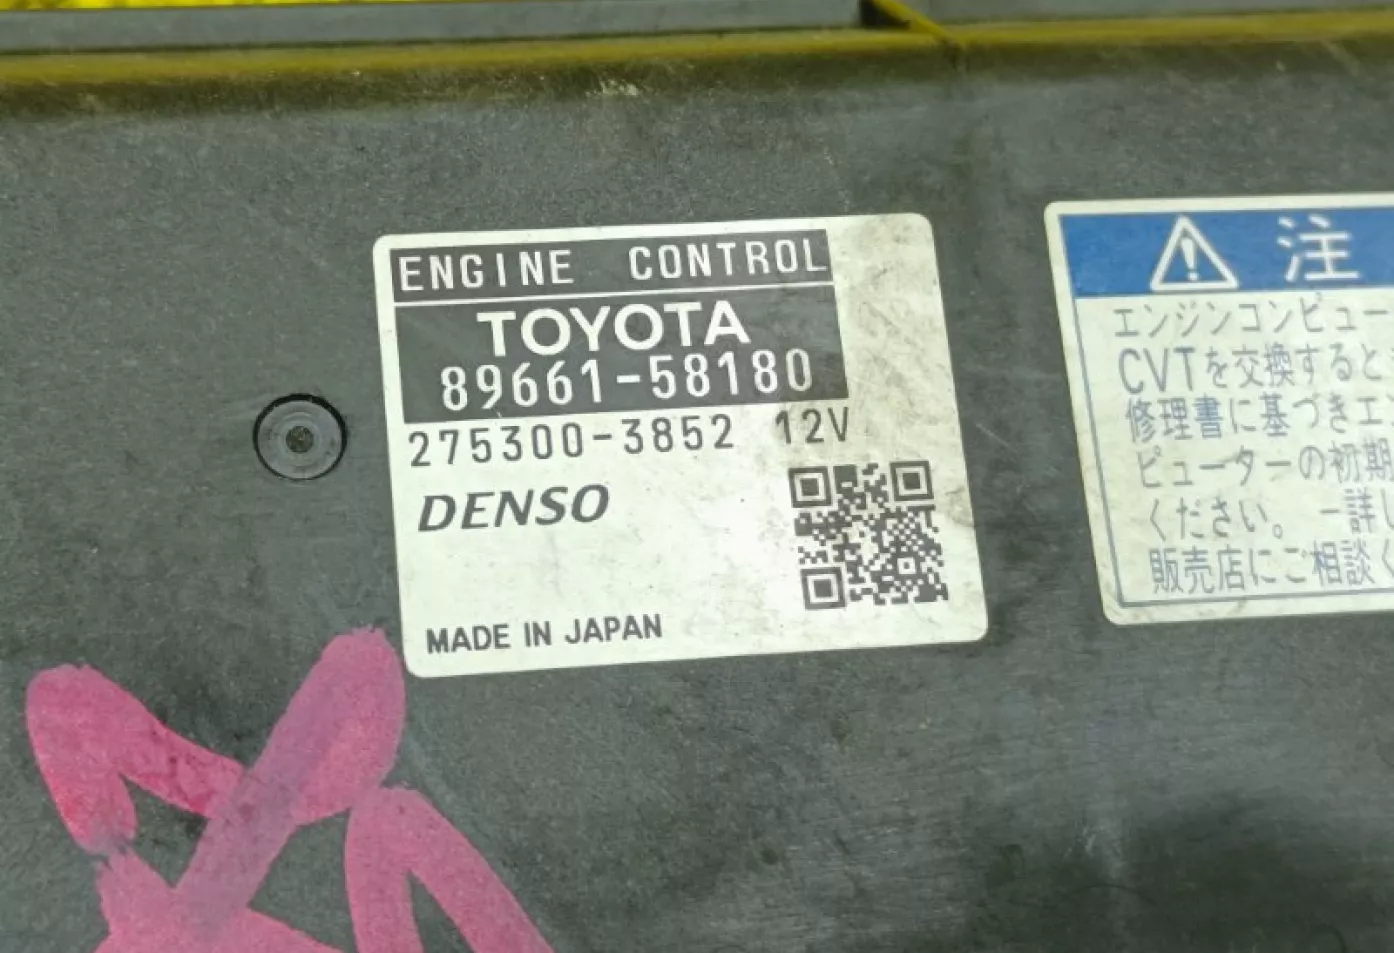 ENGINE CONTROL
TOYOTA
89661-58180
275300-3852 12V
DENSO
MADE IN JAPAN
注
エンジンコンピュー
CVTを交換すると
修理書に基づきエン
ピューターの初期
ください。 −詳し
販売店にご相談く